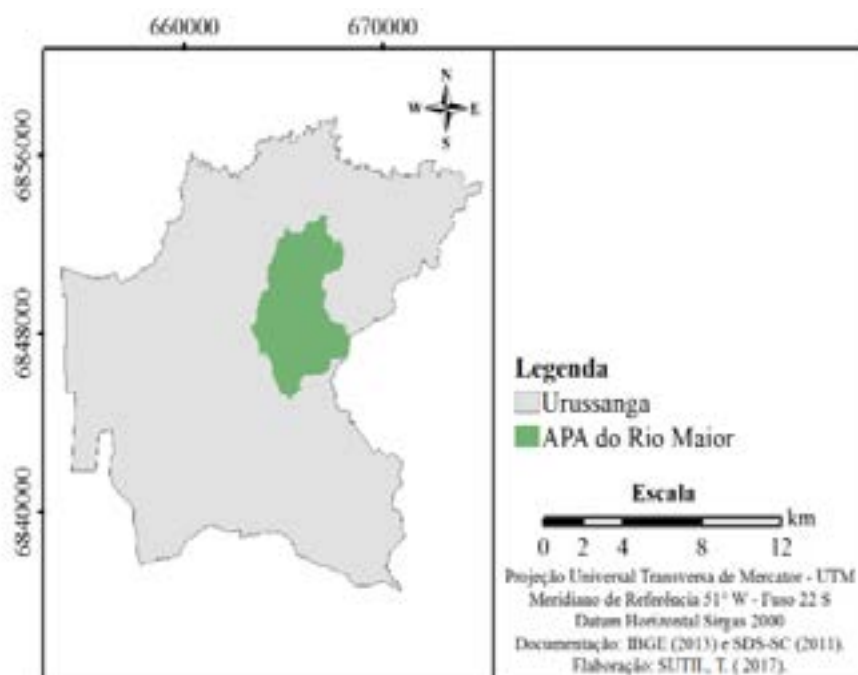 660000 670000
N
W E
S
6856000
6848000
6840000
Legenda
Urussanga
APA do Rio Maior
Escala
km
0 2 4 8 12
Projeção Universal Transversa de Mercator - UTM
Meridiano de Referência 51° W - Fuso 22 S
Datum Horizontal Sirgas 2000
Documentação: IBGE (2013) e SDS-SC (2011).
Elaboração: SUTIL, T. ( 2017).